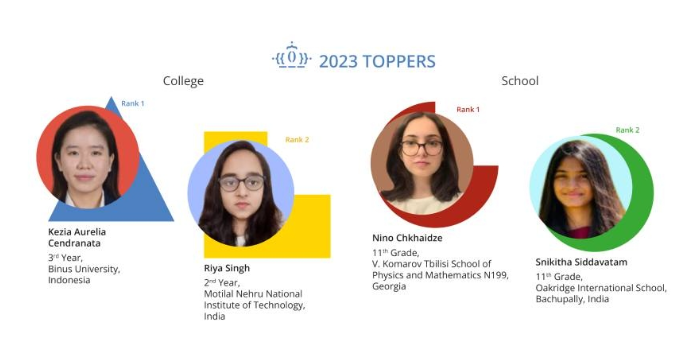 2023 TOPPERS
College
School
Rank 1
Kezia Aurelia
Cendranata
3rd Year,
Binus University,
Indonesia
Rank 2
Riya Singh
2nd Year,
Motilal Nehru National
Institute of Technology,
India
Rank 1
Nino Chkhaidze
11th Grade,
V. Komarov Tbilisi School of
Physics and Mathematics N199,
Georgia
Rank 2
Snikitha Siddavatam
11th Grade,
Oakridge International School,
Bachupally, India